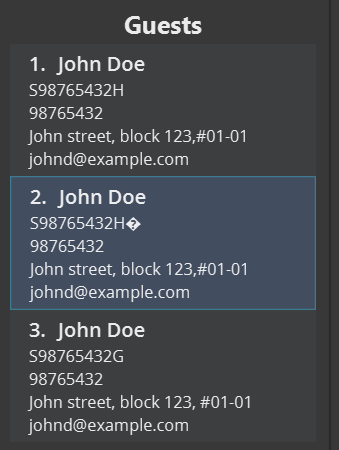 Guests
1. John Doe
S98765432H
98765432
John street, block 123,#01-01
johnd@example.com
2. John Doe
S98765432H�
98765432
John street, block 123,#01-01
johnd@example.com
3. John Doe
S98765432G
98765432
John street, block 123, #01-01
johnd@example.com